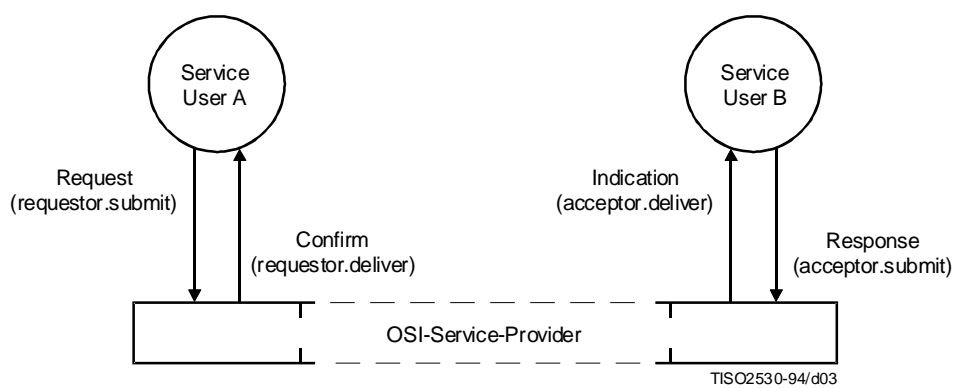 Service
User A
Service
User B
Request
(requestor.submit)
Indication
(acceptor.deliver)
Confirm
(requestor.deliver)
Response
(acceptor.submit)
OSI-Service-Provider
TISO2530-94/d03